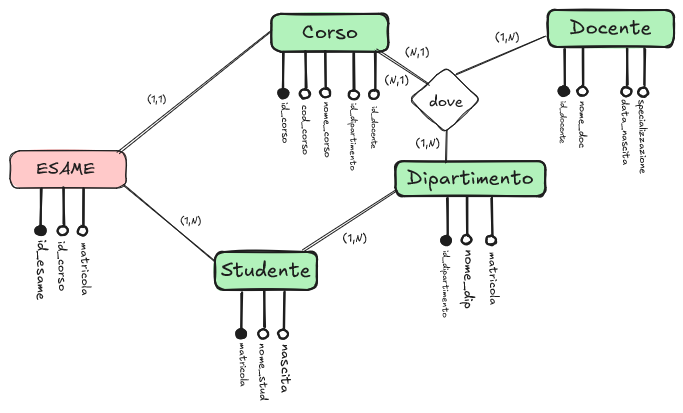 Corso
Docente
(N,1)
(1,N)
(N,1)
(1,1)
dove
id_corso
cod_corso
nome_corso
id_dipartimento
id_docente
id_docente
nome_doc
data_nascita
specializzazione
(1,N)
ESAME
Dipartimento
(1,N)
(1,N)
id_esame
id_corso
matricola
Studente
id_dipartimento
nome_dip
matricola
matricola
nome_stud
nascita